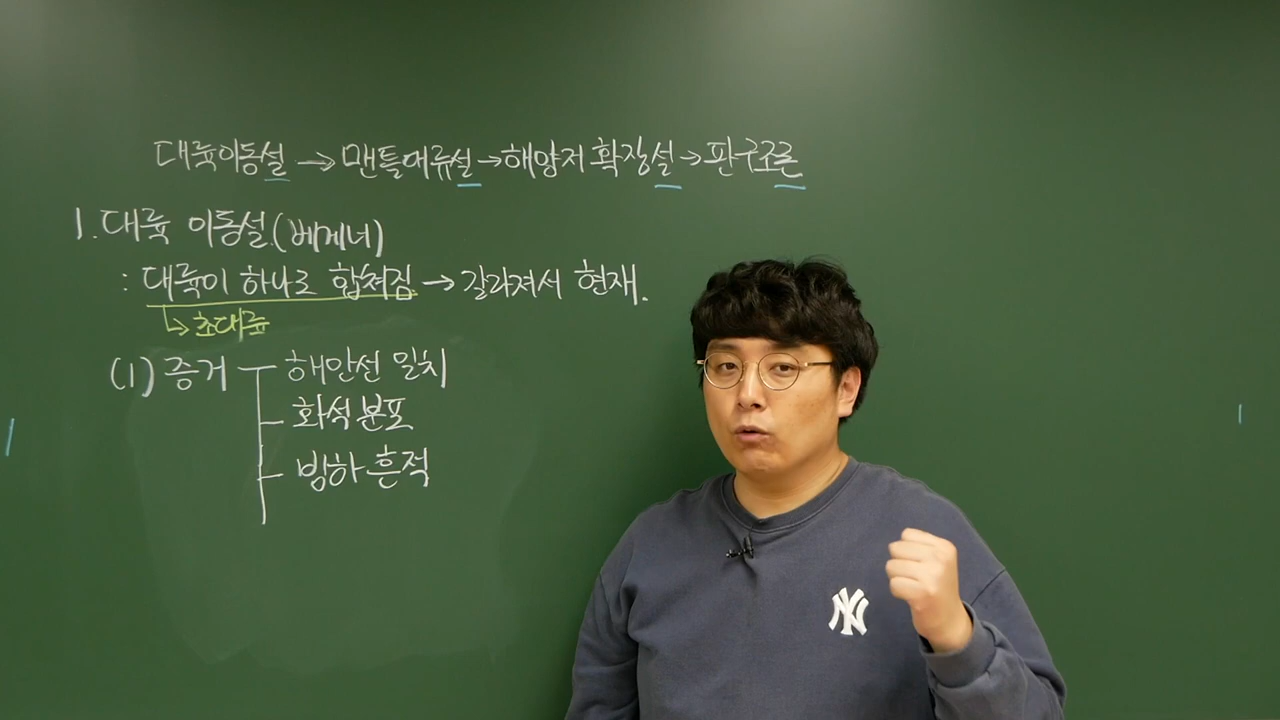 대륙이동설 → 맨틀대류설 → 해양저 확장설 → 판구조론
1. 대륙 이동설.(베게너)
: 대륙이 하나로 합쳐짐 → 갈라져서 현재.
↳ 초대륙
(1) 증거 - 해안선 일치
- 화석 분포
- 빙하 흔적
NY